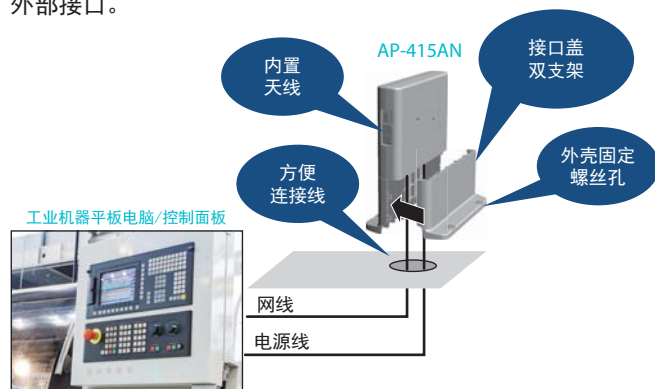 外部接口。
AP-415AN
接口盖
双支架
内置
天线
外壳固定
螺丝孔
方便
连接线
工业机器平板电脑/控制面板
网线
电源线